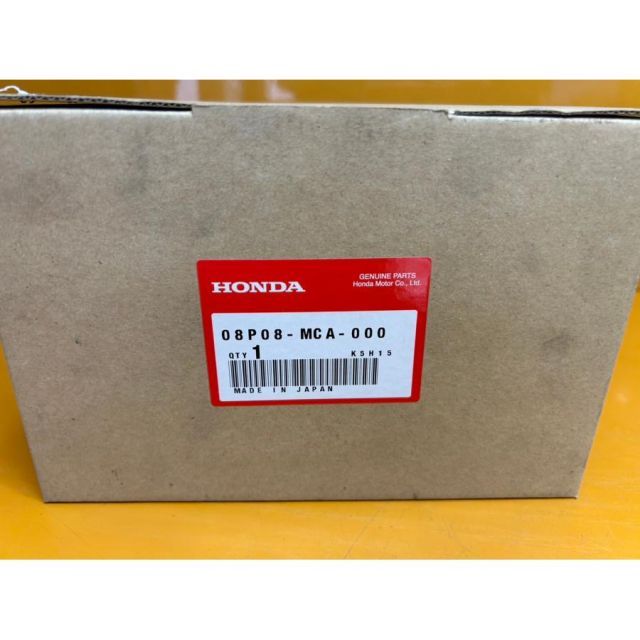 HONDA
GENUINE PARTS
Honda Motor Co., Ltd.
08P08-MCA-000
QTY 1 K5H15
MADE IN JAPAN